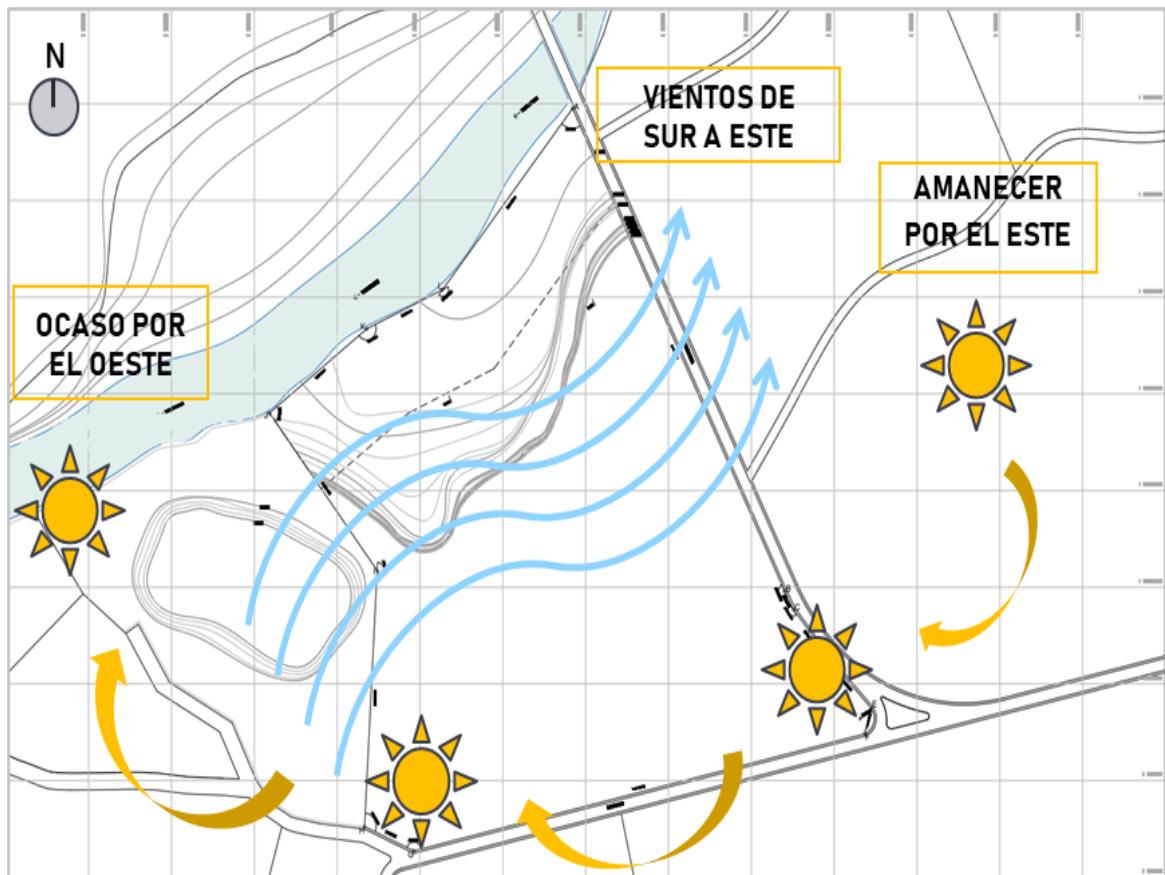 N
VIENTOS DE
SUR A ESTE
AMANECER
POR EL ESTE
OCASO POR
EL OESTE